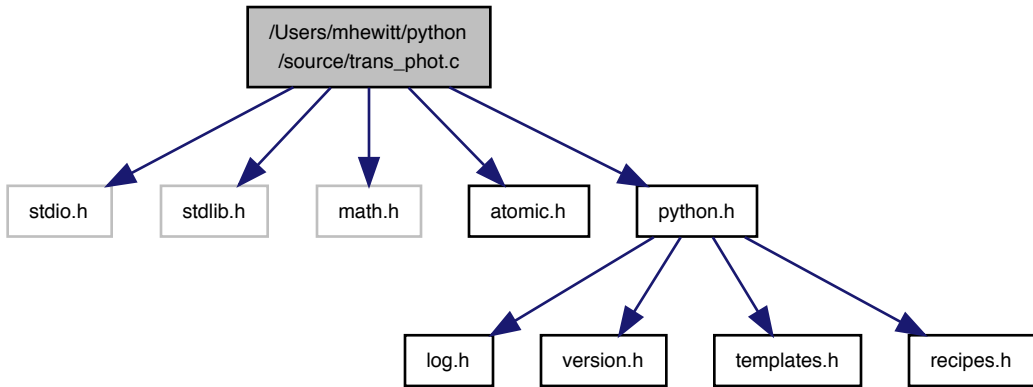 /Users/mhewitt/python
/source/trans_phot.c
stdio.h
stdlib.h
math.h
atomic.h
python.h
log.h
version.h
templates.h
recipes.h